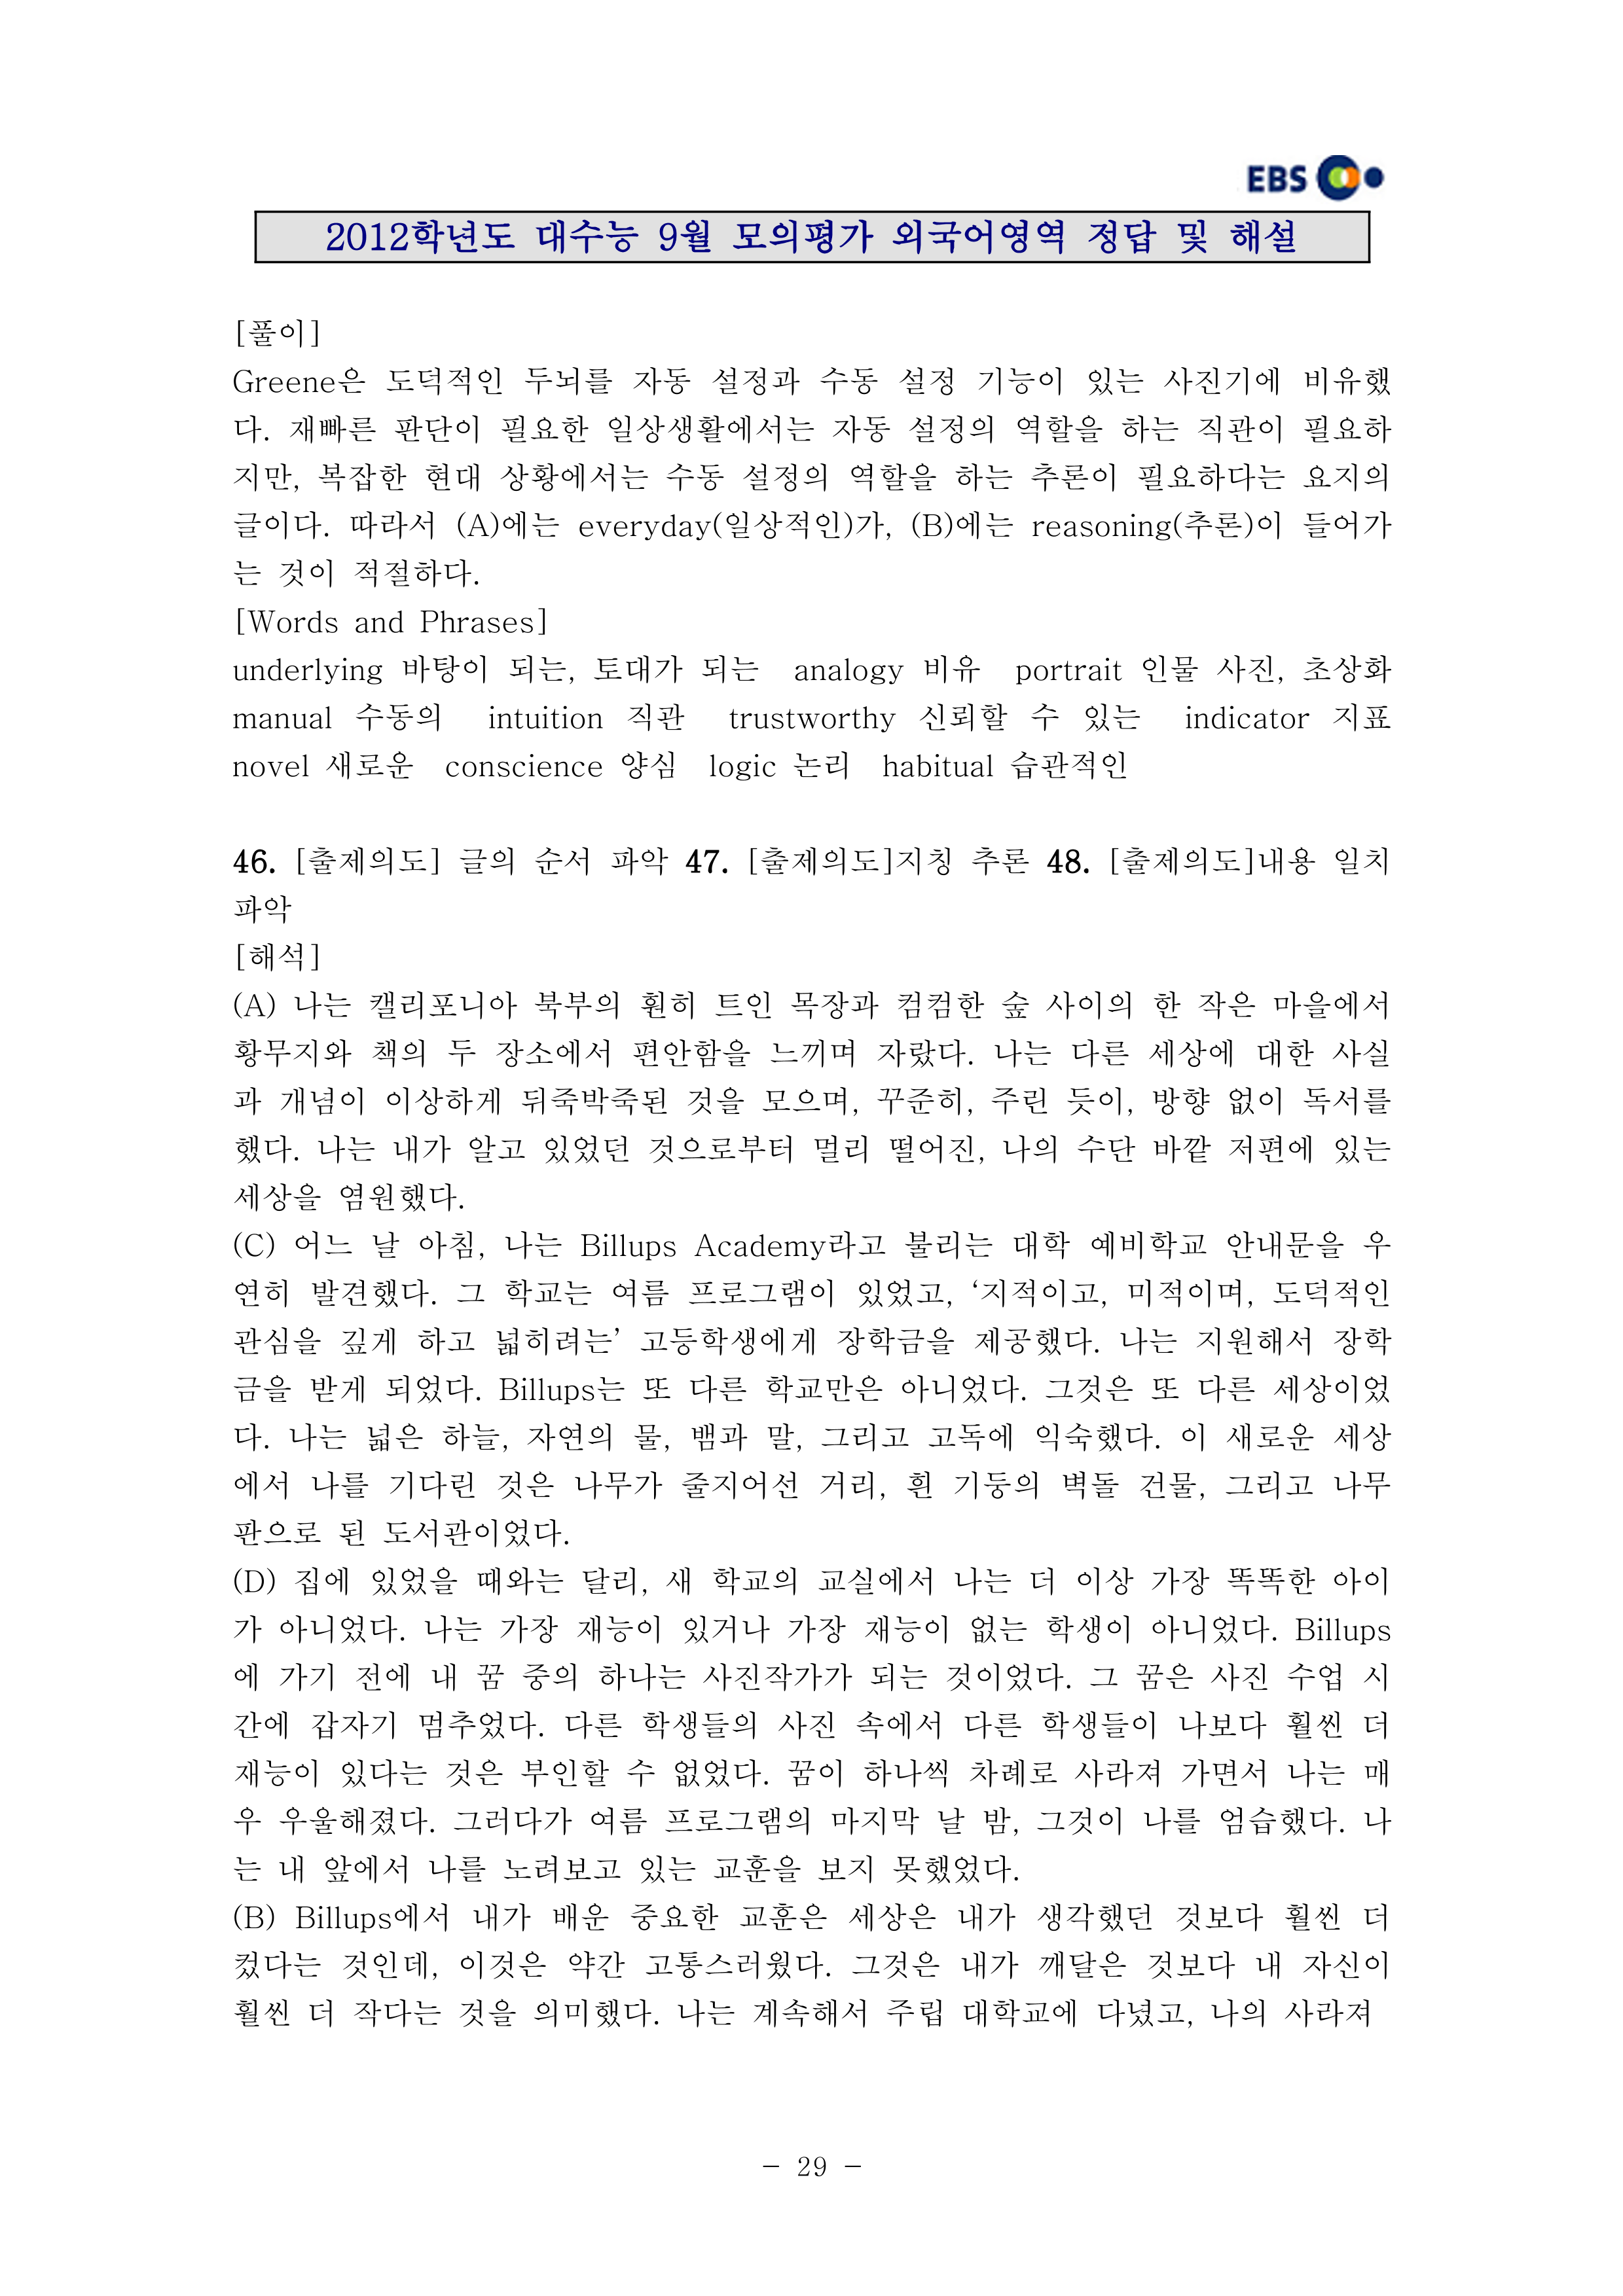 EBS
2012학년도 대수능 9월 모의평가 외국어영역 정답 및 해설
[풀이]
Greene은 도덕적인 두뇌를 자동 설정과 수동 설정 기능이 있는 사진기에 비유했
다. 재빠른 판단이 필요한 일상생활에서는 자동 설정의 역할을 하는 직관이 필요하
지만, 복잡한 현대 상황에서는 수동 설정의 역할을 하는 추론이 필요하다는 요지의
글이다. 따라서 (A)에는 everyday(일상적인)가, (B)에는 reasoning(추론)이 들어가
는 것이 적절하다.
[Words and Phrases]
underlying 바탕이 되는, 토대가 되는 analogy 비유 portrait 인물 사진, 초상화
manual 수동의 intuition 직관 trustworthy 신뢰할 수 있는 indicator 지표
novel 새로운 conscience 양심 logic 논리 habitual 습관적인
46. [출제의도] 글의 순서 파악 47. [출제의도]지칭 추론 48. [출제의도]내용 일치
파악
[해석]
(A) 나는 캘리포니아 북부의 훤히 트인 목장과 컴컴한 숲 사이의 한 작은 마을에서
황무지와 책의 두 장소에서 편안함을 느끼며 자랐다. 나는 다른 세상에 대한 사실
과 개념이 이상하게 뒤죽박죽된 것을 모으며, 꾸준히, 주린 듯이, 방향 없이 독서를
했다. 나는 내가 알고 있었던 것으로부터 멀리 떨어진, 나의 수단 바깥 저편에 있는
세상을 염원했다.
(C) 어느 날 아침, 나는 Billups Academy라고 불리는 대학 예비학교 안내문을 우
연히 발견했다. 그 학교는 여름 프로그램이 있었고, ‘지적이고, 미적이며, 도덕적인
관심을 깊게 하고 넓히려는’ 고등학생에게 장학금을 제공했다. 나는 지원해서 장학
금을 받게 되었다. Billups는 또 다른 학교만은 아니었다. 그것은 또 다른 세상이었
다. 나는 넓은 하늘, 자연의 물, 뱀과 말, 그리고 고독에 익숙했다. 이 새로운 세상
에서 나를 기다린 것은 나무가 줄지어선 거리, 흰 기둥의 벽돌 건물, 그리고 나무
판으로 된 도서관이었다.
(D) 집에 있었을 때와는 달리, 새 학교의 교실에서 나는 더 이상 가장 똑똑한 아이
가 아니었다. 나는 가장 재능이 있거나 가장 재능이 없는 학생이 아니었다. Billups
에 가기 전에 내 꿈 중의 하나는 사진작가가 되는 것이었다. 그 꿈은 사진 수업 시
간에 갑자기 멈추었다. 다른 학생들의 사진 속에서 다른 학생들이 나보다 훨씬 더
재능이 있다는 것은 부인할 수 없었다. 꿈이 하나씩 차례로 사라져 가면서 나는 매
우 우울해졌다. 그러다가 여름 프로그램의 마지막 날 밤, 그것이 나를 엄습했다. 나
는 내 앞에서 나를 노려보고 있는 교훈을 보지 못했었다.
(B) Billups에서 내가 배운 중요한 교훈은 세상은 내가 생각했던 것보다 훨씬 더
컸다는 것인데, 이것은 약간 고통스러웠다. 그것은 내가 깨달은 것보다 내 자신이
훨씬 더 작다는 것을 의미했다. 나는 계속해서 주립 대학교에 다녔고, 나의 사라져
- 29 -